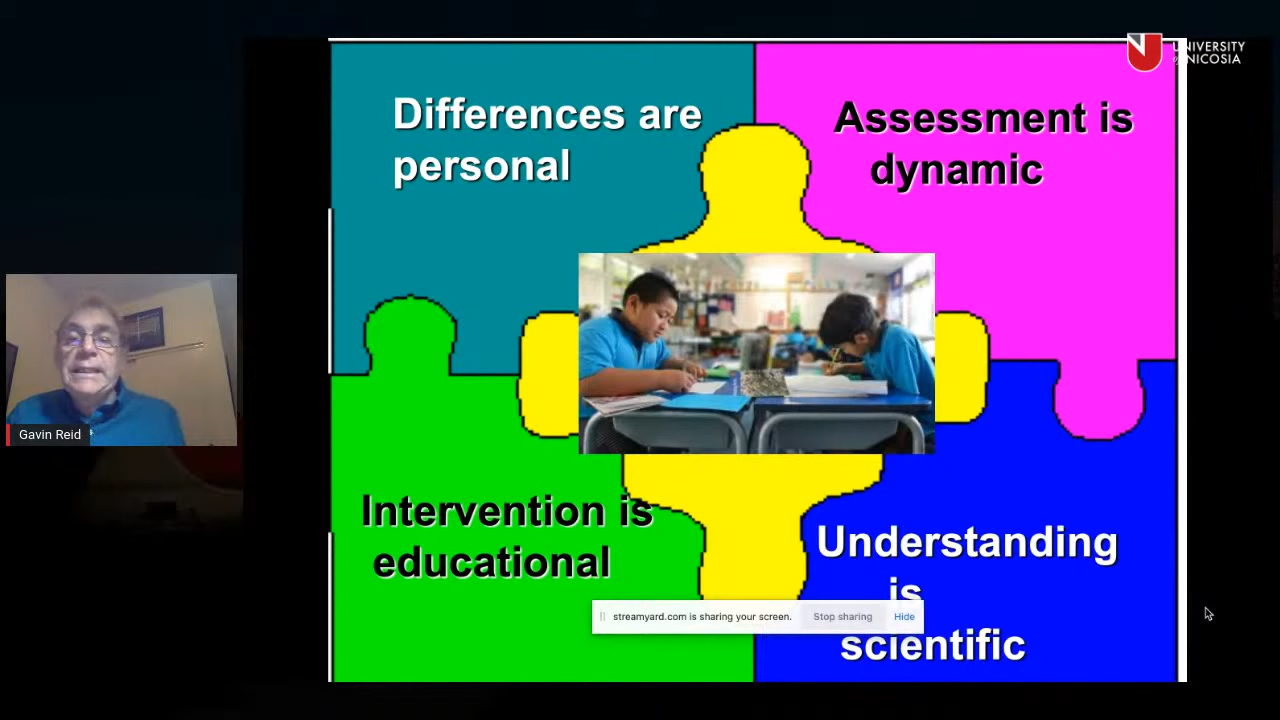 UNIVERSITY
of NICOSIA
Differences are
personal
Assessment is
dynamic
Gavin Reid
Intervention is
educational
Understanding
is
scientific
streamyard.com is sharing your screen. Stop sharing Hide